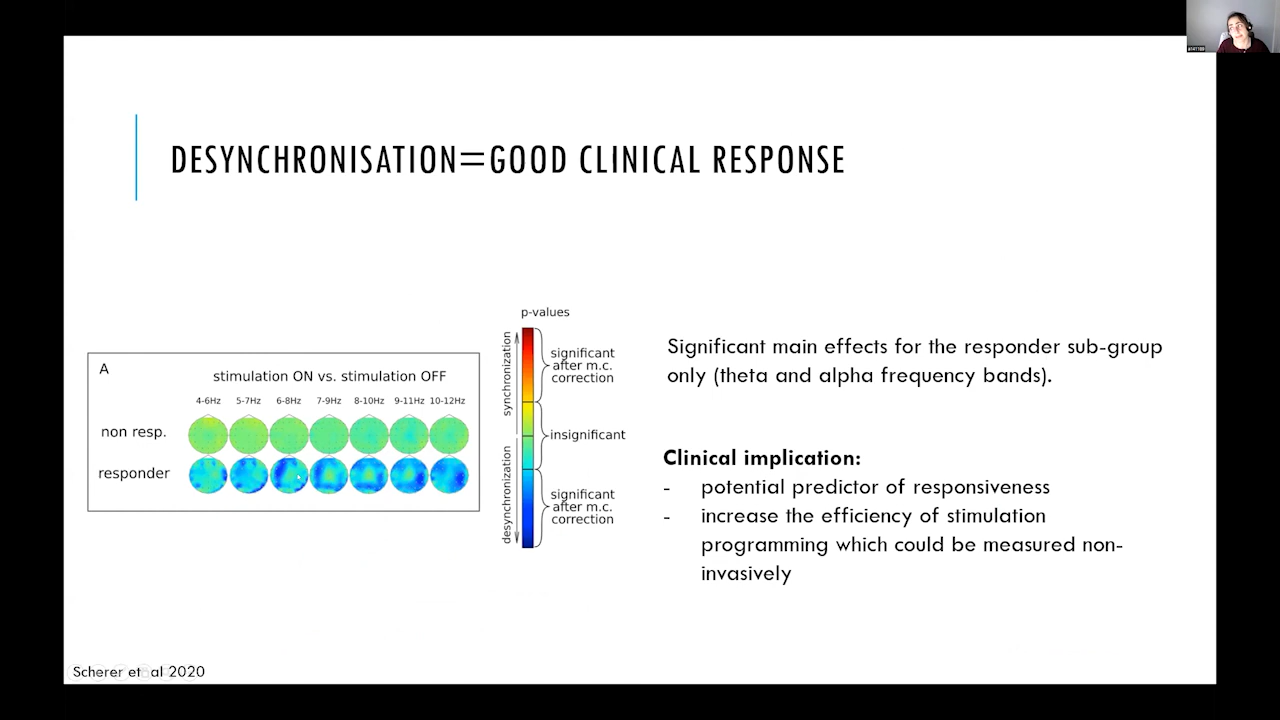 DESYNCHRONISATION=GOOD CLINICAL RESPONSE
A
stimulation ON vs. stimulation OFF
4-6Hz 5-7Hz 6-8Hz 7-9Hz 8-10Hz 9-11Hz 10-12Hz
non resp.
responder
p-values
synchronization
desynchronization
significant
after m.c.
correction
insignificant
significant
after m.c.
correction
Significant main effects for the responder sub-group
only (theta and alpha frequency bands).
Clinical implication:
- potential predictor of responsiveness
- increase the efficiency of stimulation
programming which could be measured non-
invasively
Scherer et al 2020